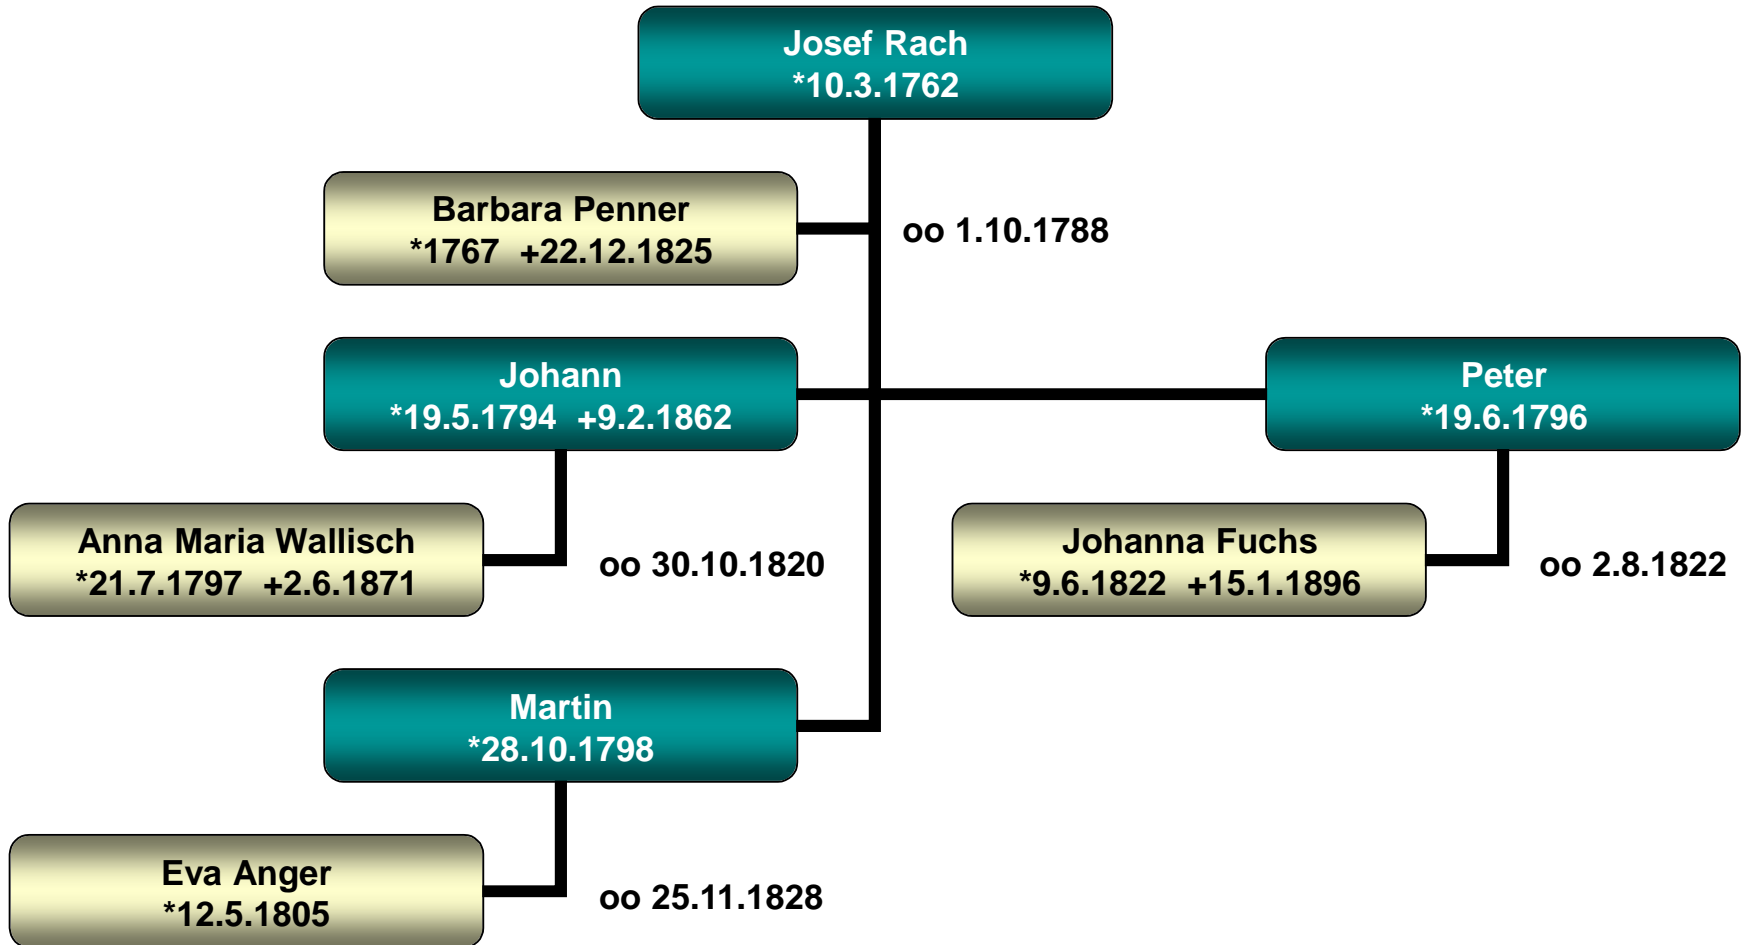 Josef Rach
*10.3.1762
Barbara Penner
*1767 +22.12.1825
oo 1.10.1788
Johann
*19.5.1794 +9.2.1862
Peter
*19.6.1796
Anna Maria Wallisch
*21.7.1797 +2.6.1871
oo 30.10.1820
Johanna Fuchs
*9.6.1822 +15.1.1896
oo 2.8.1822
Martin
*28.10.1798
Eva Anger
*12.5.1805
oo 25.11.1828